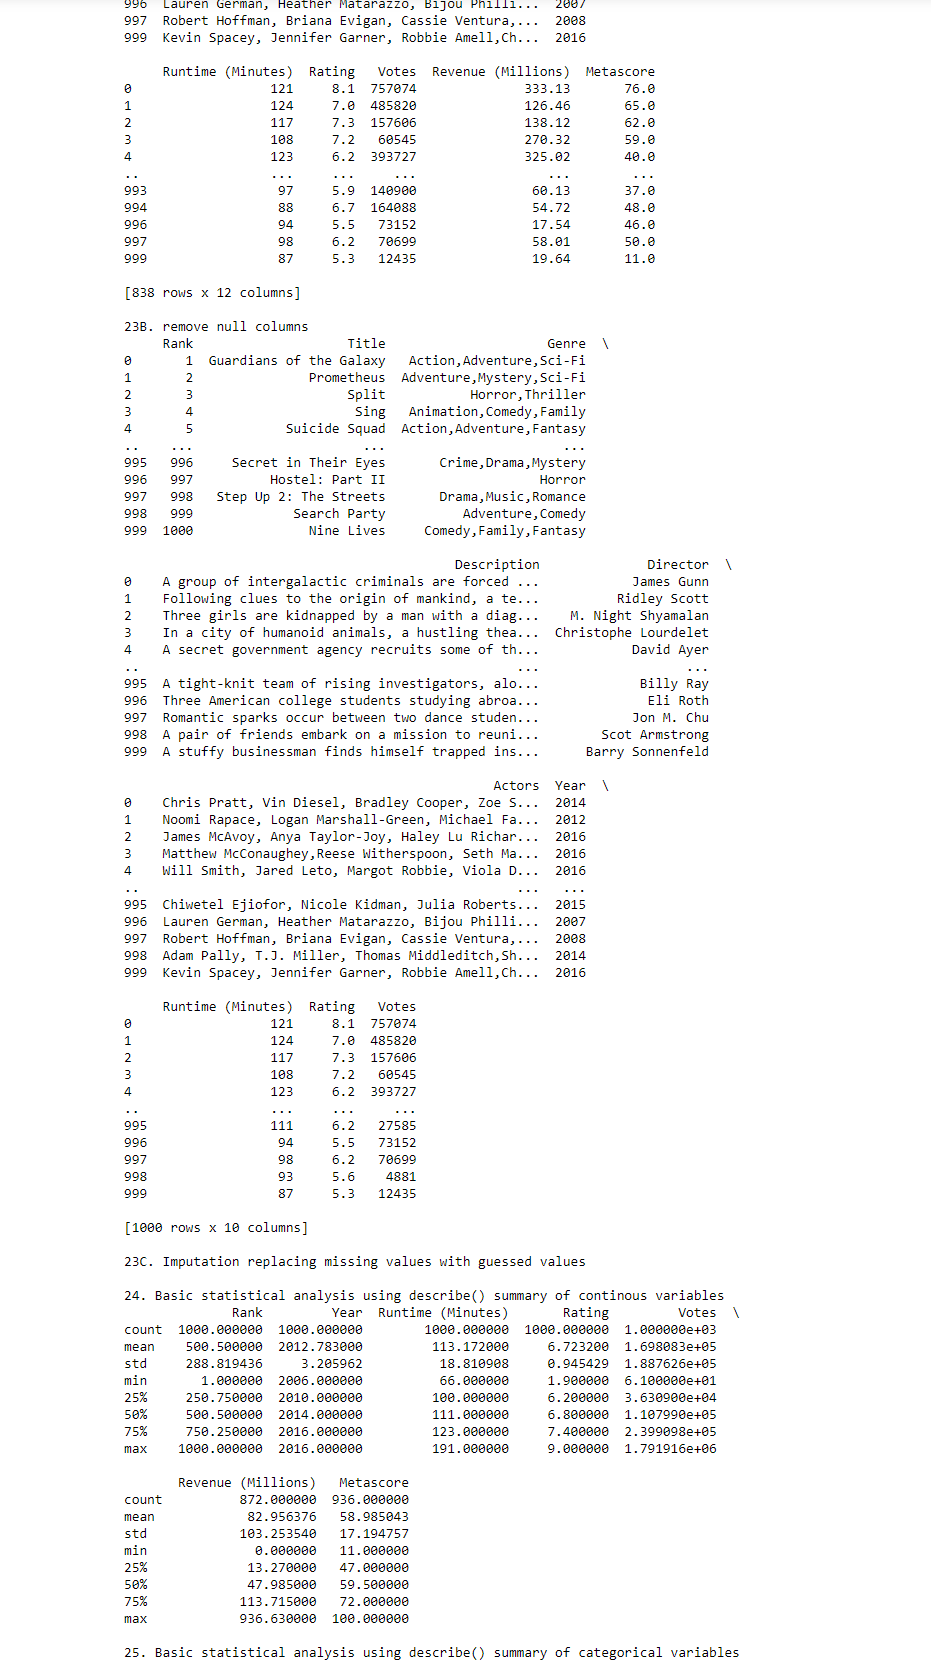 996  Lauren German, Heather Matarazzo, Bijou Philli...  2007
997  Robert Hoffman, Briana Evigan, Cassie Ventura,...  2008
999  Kevin Spacey, Jennifer Garner, Robbie Amell,Ch...  2016
Runtime (Minutes)  Rating   Votes  Revenue (Millions)  Metascore
0                  121     8.1  757074              333.13       76.0
1                  124     7.0  485820              126.46       65.0
2                  117     7.3  157606              138.12       62.0
3                  108     7.2   60545              270.32       59.0
4                  123     6.2  393727              325.02       40.0
..                 ...     ...     ...                 ...        ...
993                 97     5.9  140900               60.13       37.0
994                 88     6.7  164088               54.72       48.0
996                 94     5.5   73152               17.54       46.0
997                 98     6.2   70699               58.01       50.0
999                 87     5.3   12435               19.64       11.0
[838 rows x 12 columns]
23B. remove null columns
Rank                    Title                     Genre  \
0        1  Guardians of the Galaxy   Action,Adventure,Sci-Fi
1        2               Prometheus  Adventure,Mystery,Sci-Fi
2        3                    Split           Horror,Thriller
3        4                     Sing   Animation,Comedy,Family
4        5            Suicide Squad  Action,Adventure,Fantasy
..     ...                      ...                       ...
995    996     Secret in Their Eyes       Crime,Drama,Mystery
996    997          Hostel: Part II                    Horror
997    998   Step Up 2: The Streets       Drama,Music,Romance
998    999             Search Party          Adventure,Comedy
999   1000               Nine Lives     Comedy,Family,Fantasy
Description              Director  \
0    A group of intergalactic criminals are forced ...            James Gunn
1    Following clues to the origin of mankind, a te...          Ridley Scott
2    Three girls are kidnapped by a man with a diag...    M. Night Shyamalan
3    In a city of humanoid animals, a hustling thea...  Christophe Lourdelet
4    A secret government agency recruits some of th...            David Ayer
..                                                 ...                   ...
995  A tight-knit team of rising investigators, alo...             Billy Ray
996  Three American college students studying abroa...              Eli Roth
997  Romantic sparks occur between two dance studen...            Jon M. Chu
998  A pair of friends embark on a mission to reuni...        Scot Armstrong
999  A stuffy businessman finds himself trapped ins...      Barry Sonnenfeld
Actors  Year  \
0    Chris Pratt, Vin Diesel, Bradley Cooper, Zoe S...  2014
1    Noomi Rapace, Logan Marshall-Green, Michael Fa...  2012
2    James McAvoy, Anya Taylor-Joy, Haley Lu Richar...  2016
3    Matthew McConaughey,Reese Witherspoon, Seth Ma...  2016
4    Will Smith, Jared Leto, Margot Robbie, Viola D...  2016
..                                                 ...   ...
995  Chiwetel Ejiofor, Nicole Kidman, Julia Roberts...  2015
996  Lauren German, Heather Matarazzo, Bijou Philli...  2007
997  Robert Hoffman, Briana Evigan, Cassie Ventura,...  2008
998  Adam Pally, T.J. Miller, Thomas Middleditch,Sh...  2014
999  Kevin Spacey, Jennifer Garner, Robbie Amell,Ch...  2016
Runtime (Minutes)  Rating   Votes
0                  121     8.1  757074
1                  124     7.0  485820
2                  117     7.3  157606
3                  108     7.2   60545
4                  123     6.2  393727
..                 ...     ...     ...
995                111     6.2   27585
996                 94     5.5   73152
997                 98     6.2   70699
998                 93     5.6    4881
999                 87     5.3   12435
[1000 rows x 10 columns]
23C. Imputation replacing missing values with guessed values
24. Basic statistical analysis using describe() summary of continous variables
Rank         Year  Runtime (Minutes)       Rating         Votes  \
count  1000.000000  1000.000000        1000.000000  1000.000000  1.000000e+03
mean    500.500000  2012.783000         113.172000     6.723200  1.698083e+05
std     288.819436     3.205962          18.810908     0.945429  1.887626e+05
min       1.000000  2006.000000          66.000000     1.900000  6.100000e+01
25%     250.750000  2010.000000         100.000000     6.200000  3.630900e+04
50%     500.500000  2014.000000         111.000000     6.800000  1.107990e+05
75%     750.250000  2016.000000         123.000000     7.400000  2.399098e+05
max    1000.000000  2016.000000         191.000000     9.000000  1.791916e+06
Revenue (Millions)   Metascore
count          872.000000  936.000000
mean            82.956376   58.985043
std            103.253540   17.194757
min              0.000000   11.000000
25%             13.270000   47.000000
50%             47.985000   59.500000
75%            113.715000   72.000000
max            936.630000  100.000000
25. Basic statistical analysis using describe() summary of categorical variables